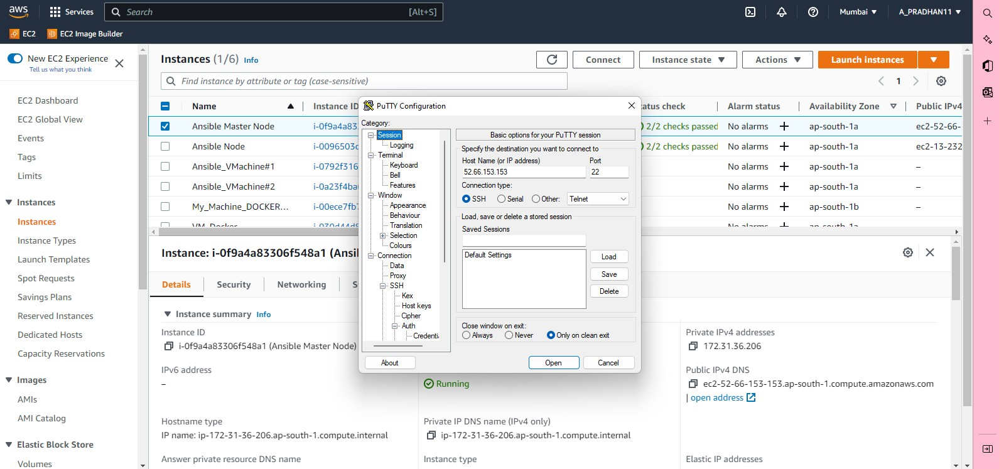 aws
Services
Search
[Alt+S]
Mumbai
A_PRADHAN11
EC2
EC2 Image Builder
New EC2 Experience
Tell us what you think
EC2 Dashboard
EC2 Global View
Events
Tags
Limits
Instances
Instances
Instance Types
Launch Templates
Spot Requests
Savings Plans
Reserved Instances
Dedicated Hosts
Capacity Reservations
Images
AMIs
AMI Catalog
Elastic Block Store
Volumes
Instances (1/6) Info
Connect
Instance state
Actions
Launch instances
Find instance by attribute or tag (case-sensitive)
1
Name Instance ID atus check Alarm status Availability Zone Public IPv4
Ansible Master Node i-0f9a4a83 2/2 checks passed No alarms ap-south-1a ec2-52-66-
Ansible Node i-0096503 2/2 checks passed No alarms ap-south-1a ec2-13-232
Ansible_VMachine#1 i-0792f316 No alarms ap-south-1a –
Ansible_VMachine#2 i-0a23f4ba No alarms ap-south-1a –
My_Machine_DOCKER... i-00ece7fb7 No alarms ap-south-1b –
VM_Docker i-030d44d8 No alarms ap-south-1a
Instance: i-0f9a4a83306f548a1 (Ansi
Details
Security
Networking
S
Instance summary Info
Instance ID
i-0f9a4a83306f548a1 (Ansible Master Node)
IPv6 address
–
Running
Private IPv4 addresses
172.31.36.206
Public IPv4 DNS
ec2-52-66-153-153.ap-south-1.compute.amazonaws.com
| open address
Hostname type
IP name: ip-172-31-36-206.ap-south-1.compute.internal
Private IP DNS name (IPv4 only)
ip-172-31-36-206.ap-south-1.compute.internal
Answer private resource DNS name
Instance type
Elastic IP addresses
PuTTY Configuration
Category:
Session
Logging
Terminal
Keyboard
Bell
Features
Window
Appearance
Behaviour
Translation
Selection
Colours
Connection
Data
Proxy
SSH
Kex
Host keys
Cipher
Auth
Credenti
Basic options for your PuTTY session
Specify the destination you want to connect to
Host Name (or IP address) Port
52.66.153.153 22
Connection type:
SSH Serial Other: Telnet
Load, save or delete a stored session
Saved Sessions
Default Settings
Load
Save
Delete
Close window on exit:
Always Never Only on clean exit
About
Open
Cancel